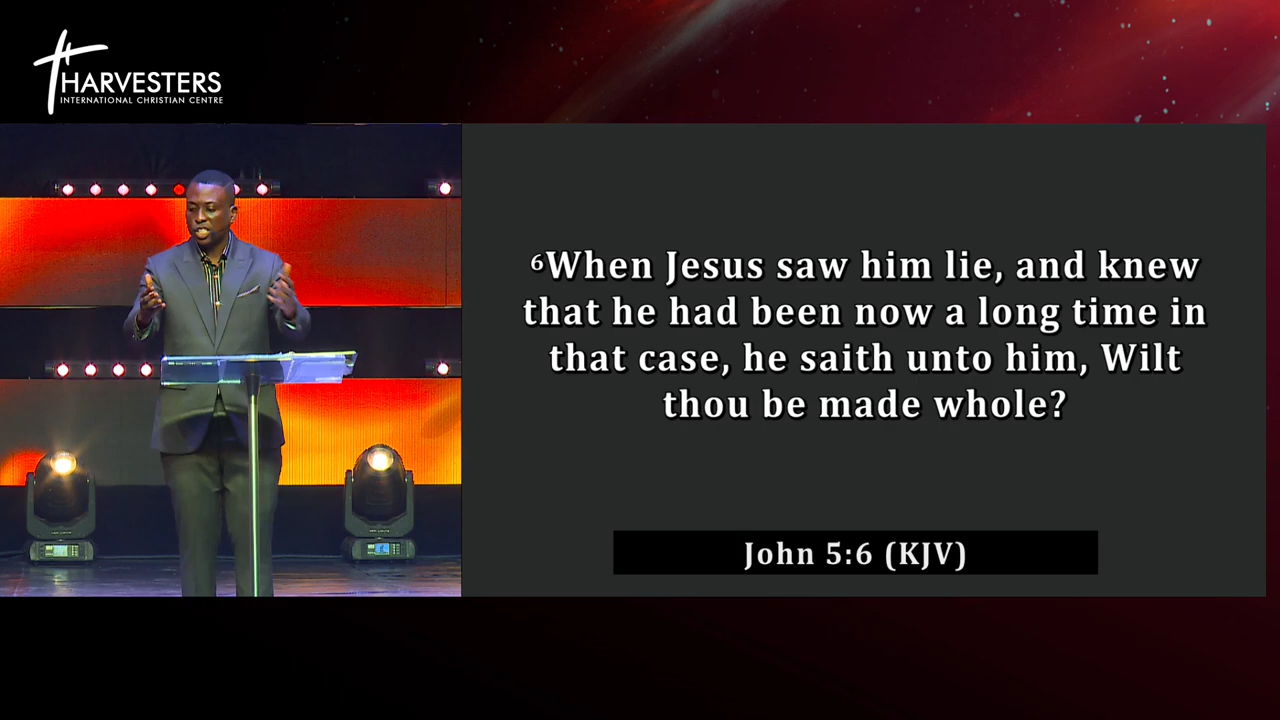 HARVESTERS
INTERNATIONAL CHRISTIAN CENTRE
⁶When Jesus saw him lie, and knew
that he had been now a long time in
that case, he saith unto him, Wilt
thou be made whole?
John 5:6 (KJV)